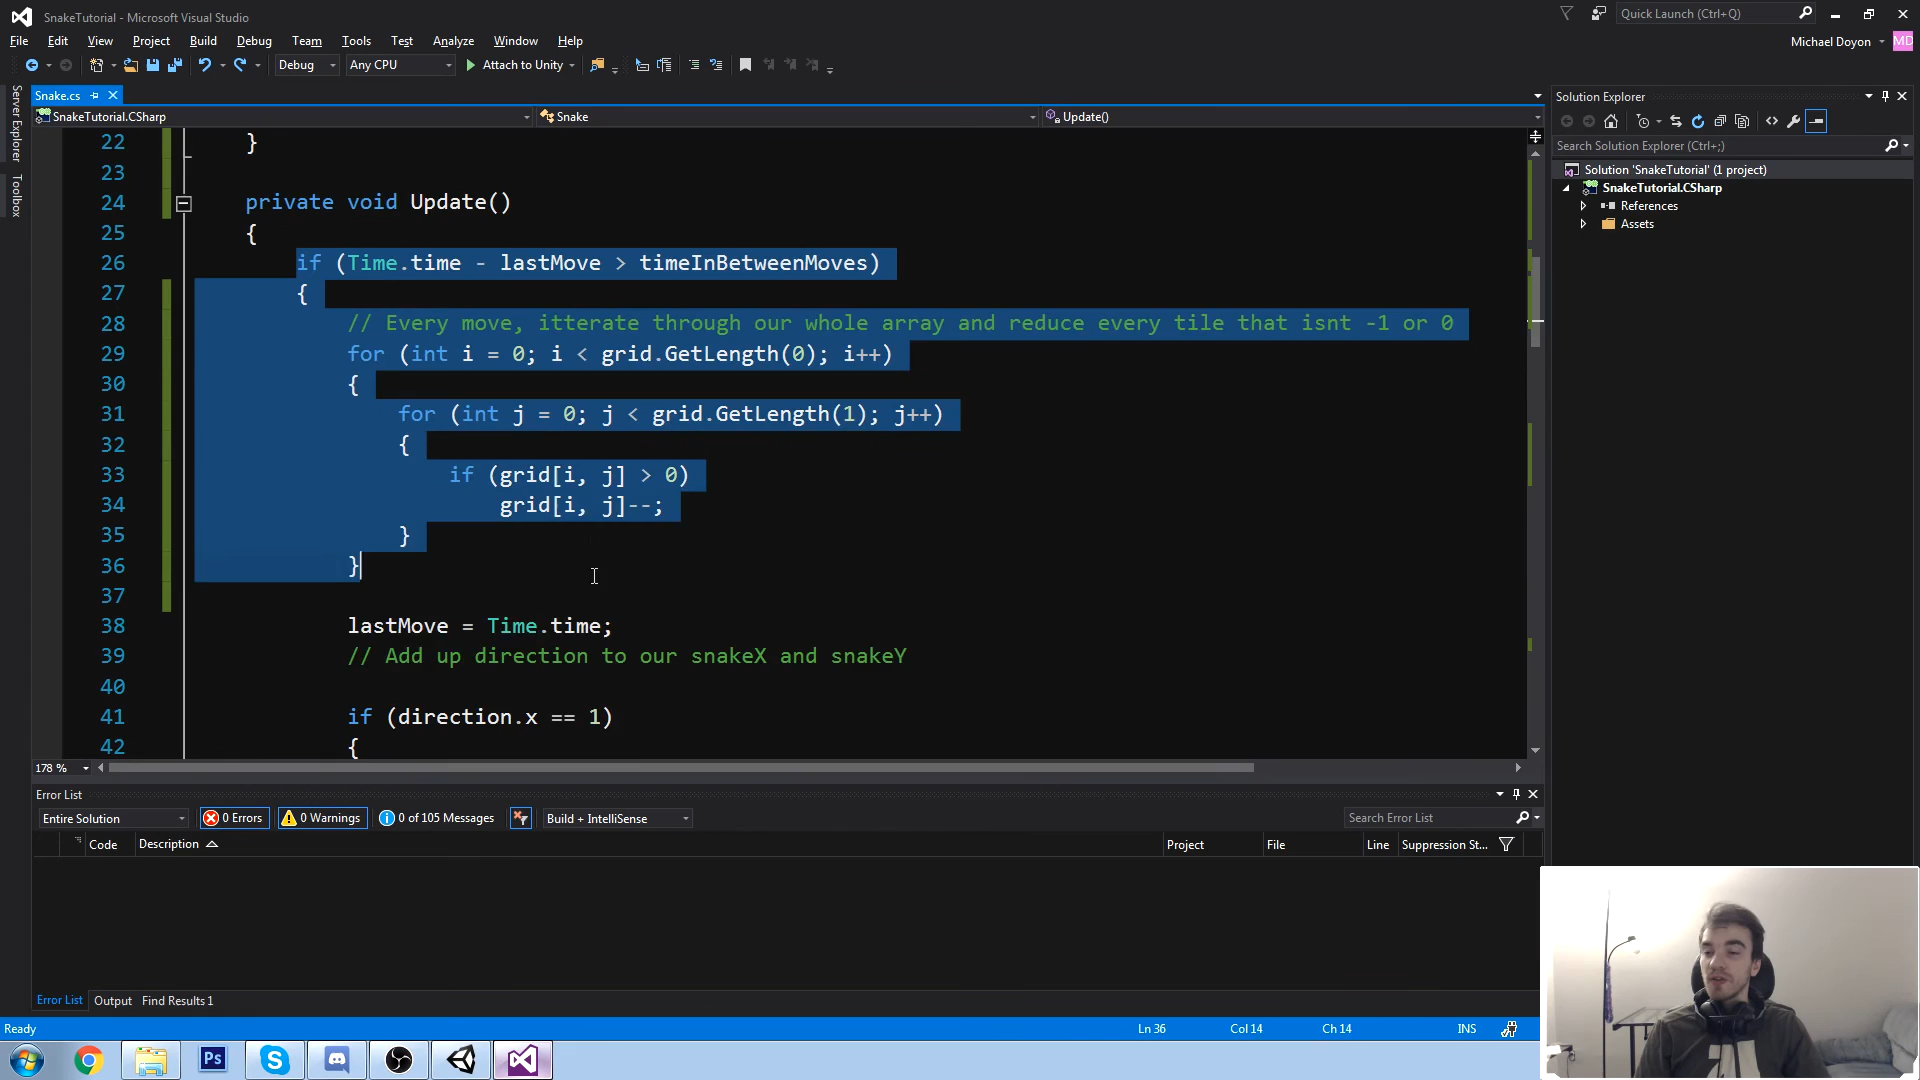 SnakeTutorial - Microsoft Visual Studio
Quick Launch (Ctrl+Q)
File Edit View Project Build Debug Team Tools Test Analyze Window Help
Michael Doyon MD
Debug Any CPU Attach to Unity
Server Explorer
Toolbox
Snake.cs
SnakeTutorial.CSharp Snake Update()
22 }
23
24 private void Update()
25 {
26 if (Time.time - lastMove > timeInBetweenMoves)
27 {
28 // Every move, itterate through our whole array and reduce every tile that isnt -1 or 0
29 for (int i = 0; i < grid.GetLength(0); i++)
30 {
31 for (int j = 0; j < grid.GetLength(1); j++)
32 {
33 if (grid[i, j] > 0)
34 grid[i, j]--;
35 }
36 }
37
38 lastMove = Time.time;
39 // Add up direction to our snakeX and snakeY
40
41 if (direction.x == 1)
42 {
178 %
Solution Explorer
Search Solution Explorer (Ctrl+;)
Solution 'SnakeTutorial' (1 project)
SnakeTutorial.CSharp
References
Assets
Error List
Entire Solution 0 Errors 0 Warnings 0 of 105 Messages Build + IntelliSense Search Error List
Code Description Project File Line Suppression St...
Error List Output Find Results 1
Ready Ln 36 Col 14 Ch 14 INS
Ps